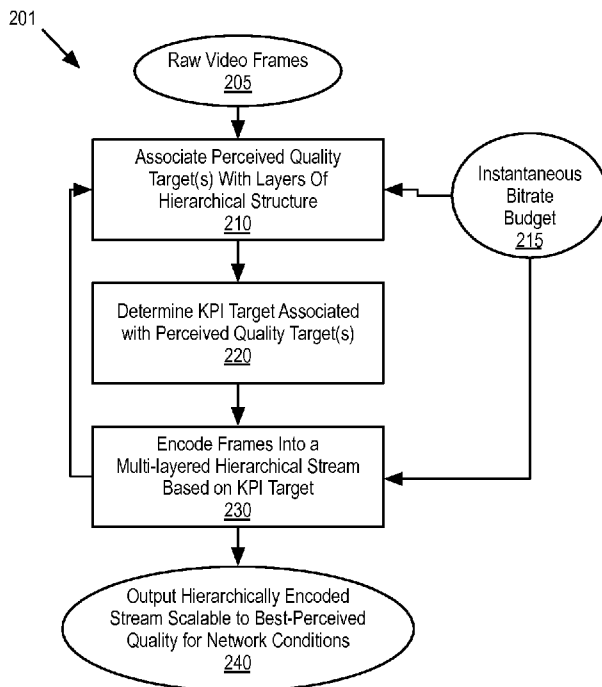 201
Raw Video Frames
205
Associate Perceived Quality
Target(s) With Layers Of
Hierarchical Structure
210
Instantaneous
Bitrate
Budget
215
Determine KPI Target Associated
with Perceived Quality Target(s)
220
Encode Frames Into a
Multi-layered Hierarchical Stream
Based on KPI Target
230
Output Hierarchically Encoded
Stream Scalable to Best-Perceived
Quality for Network Conditions
240